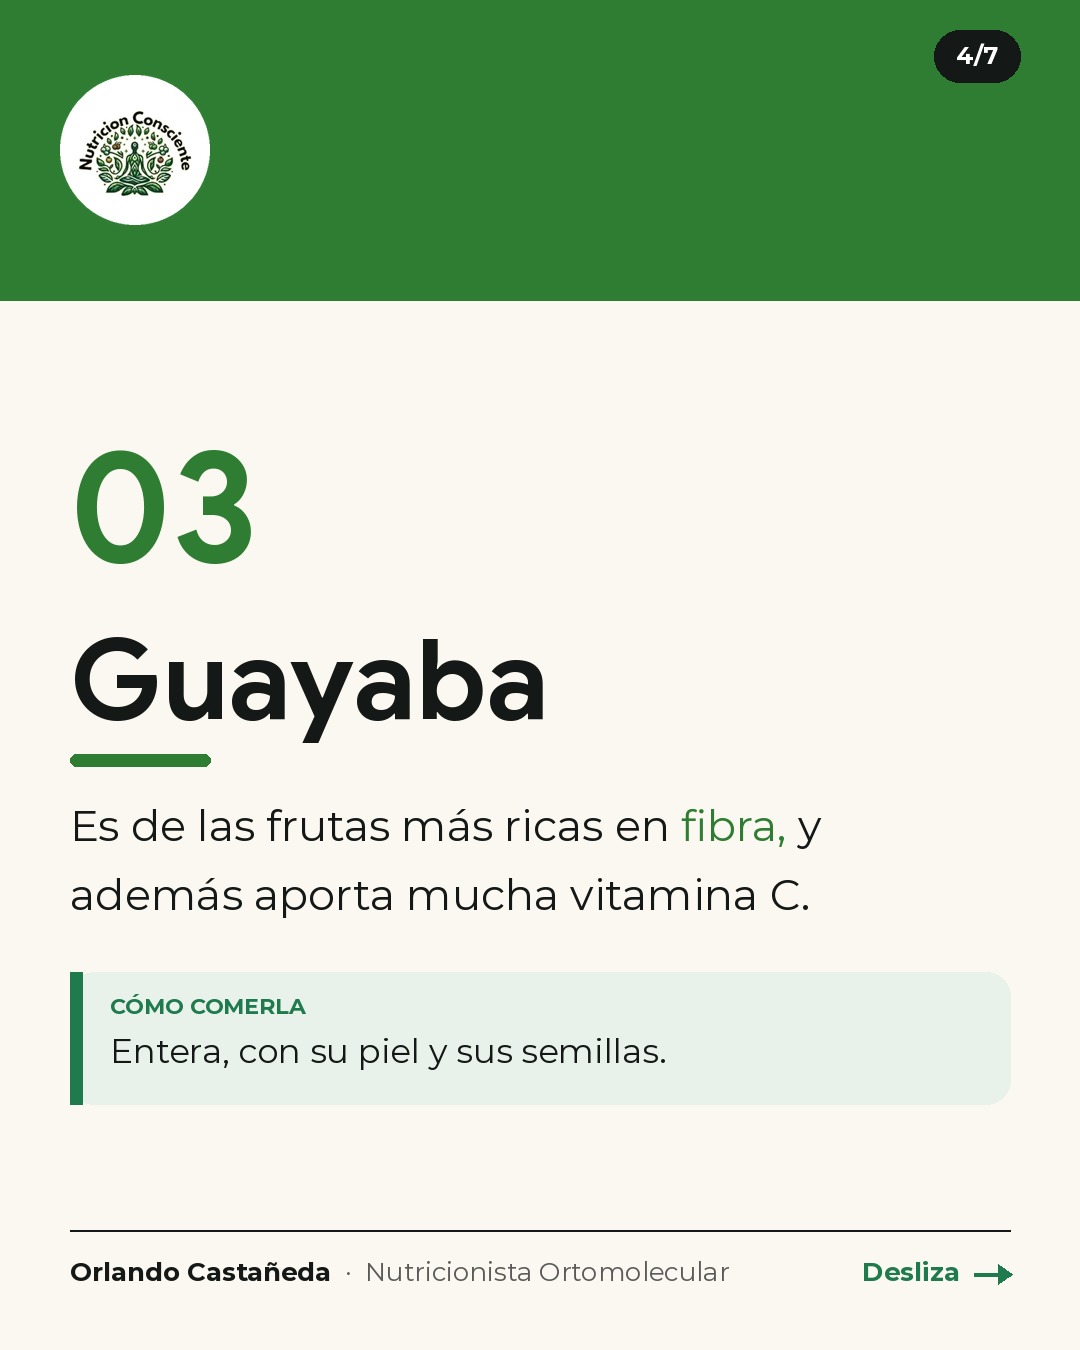 4/7
Nutricion Consciente
03
Guayaba
Es de las frutas más ricas en fibra, y
además aporta mucha vitamina C.
CÓMO COMERLA
Entera, con su piel y sus semillas.
Orlando Castañeda · Nutricionista Ortomolecular
Desliza